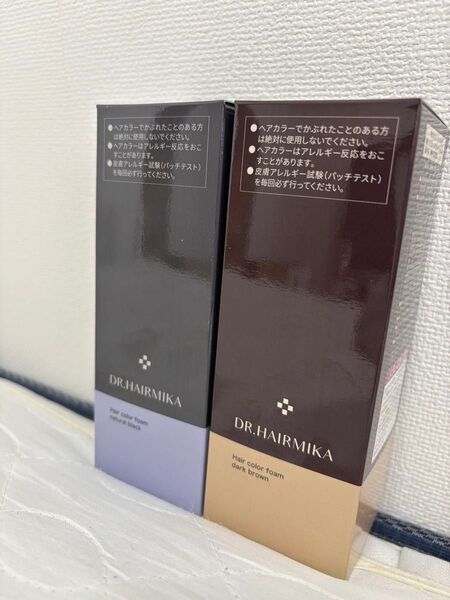 ●ヘアカラーでかぶれたことのある方
は絶対に使用しないでください。
●ヘアカラーはアレルギー反応をおこ
すことがあります。
●皮膚アレルギー試験(パッチテスト)
を毎回必ず行ってください。
DR.HAIRMIKA
Hair color foam
natural black
●ヘアカラーでかぶれたことのある方
は絶対に使用しないでください。
●ヘアカラーはアレルギー反応をおこ
すことがあります。
●皮膚アレルギー試験(パッチテスト)
を毎回必ず行ってください。
DR.HAIRMIKA
Hair color foam
dark brown